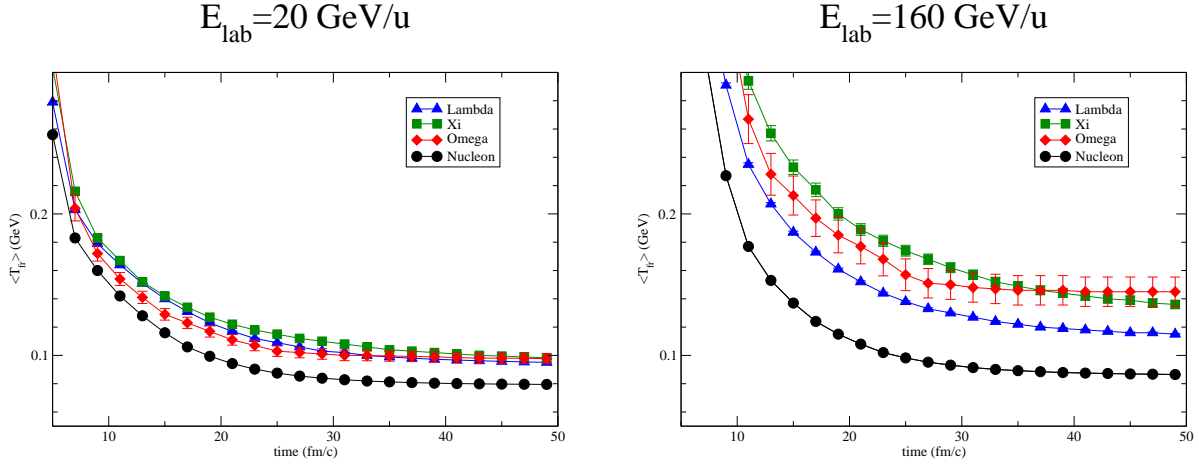 E_lab=20 GeV/u
<T_fr> (GeV)
0.2
0.1
Lambda
Xi
Omega
Nucleon
10 20 30 40 50
time (fm/c)
E_lab=160 GeV/u
<T_fr> (GeV)
0.2
0.1
Lambda
Xi
Omega
Nucleon
10 20 30 40 50
time (fm/c)